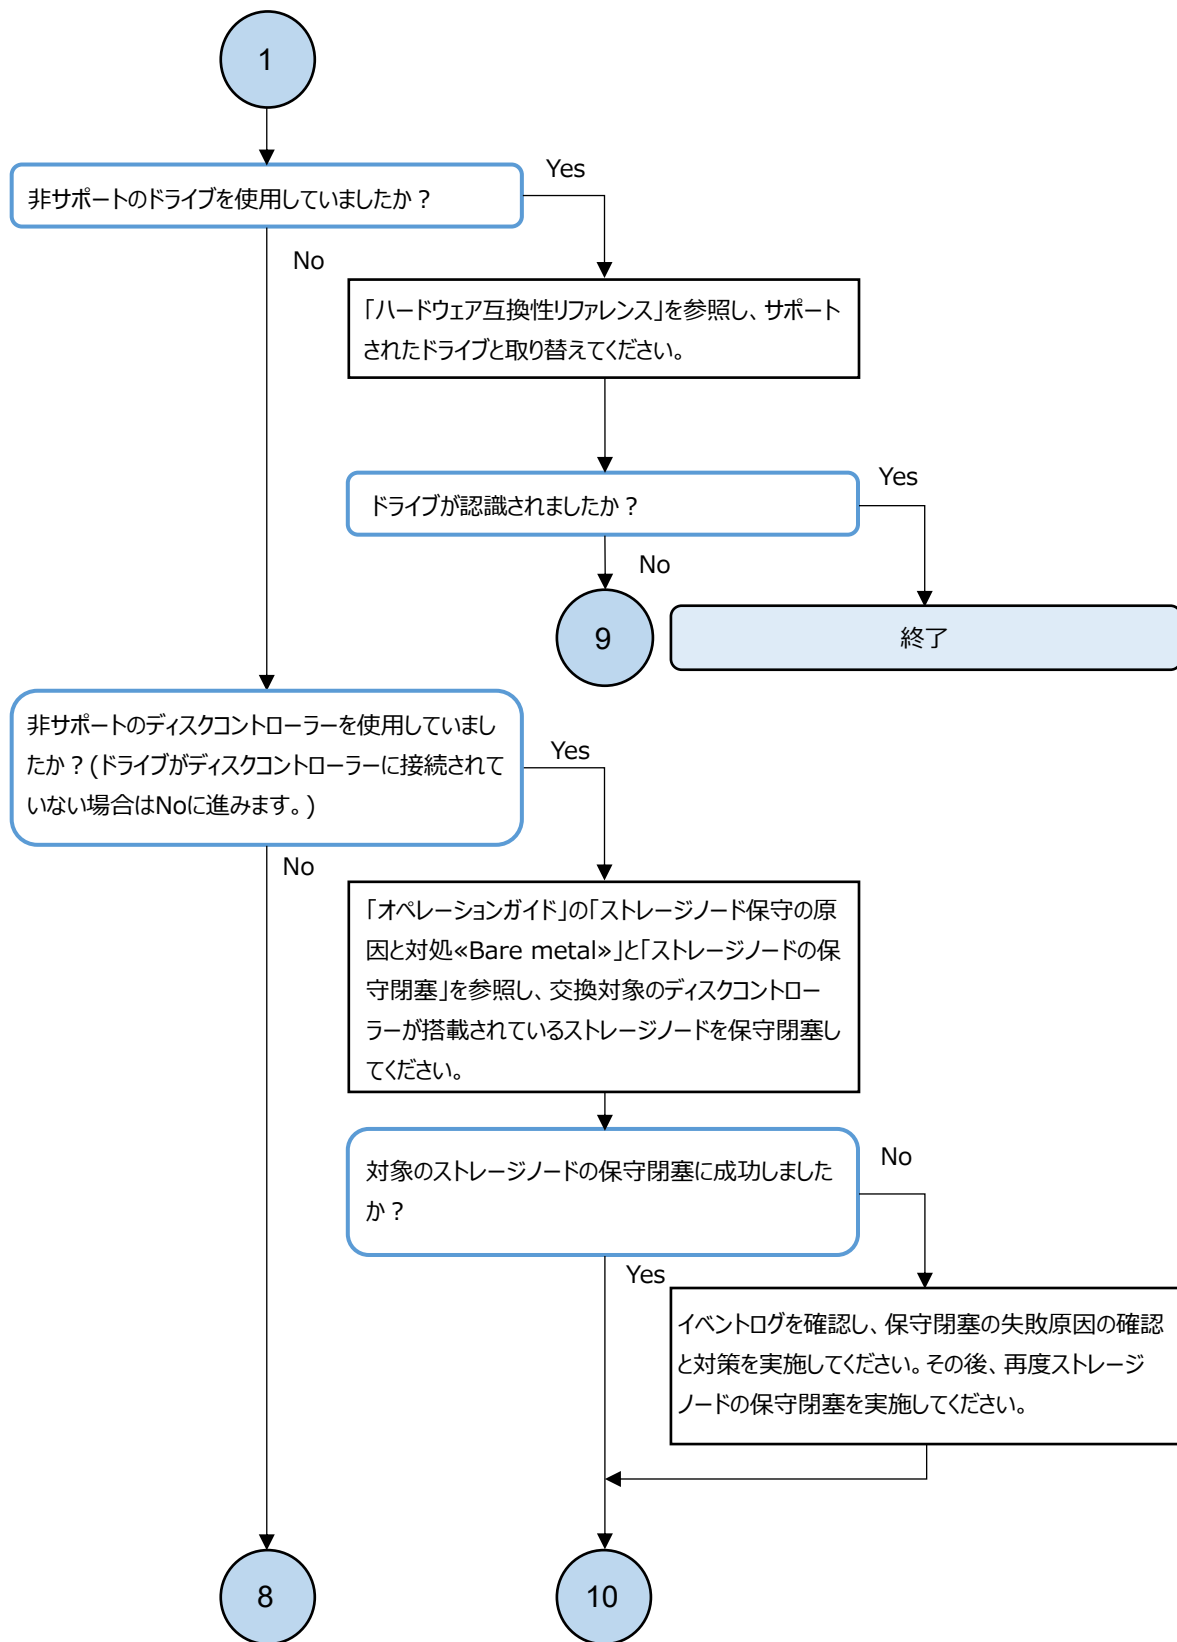 1
非サポートのドライブを使用していましたか？
Yes
No
「ハードウェア互換性リファレンス」を参照し、サポート
されたドライブと取り替えてください。
ドライブが認識されましたか？
Yes
No
9
終了
非サポートのディスクコントローラーを使用していまし
たか？(ドライブがディスクコントローラーに接続されて
いない場合はNoに進みます。)
Yes
No
「オペレーションガイド」の「ストレージノード保守の原
因と対処≪Bare metal≫」と「ストレージノードの保
守閉塞」を参照し、交換対象のディスクコントロー
ラーが搭載されているストレージノードを保守閉塞し
てください。
対象のストレージノードの保守閉塞に成功しました
か？
No
Yes
イベントログを確認し、保守閉塞の失敗原因の確認
と対策を実施してください。その後、再度ストレージ
ノードの保守閉塞を実施してください。
8
10